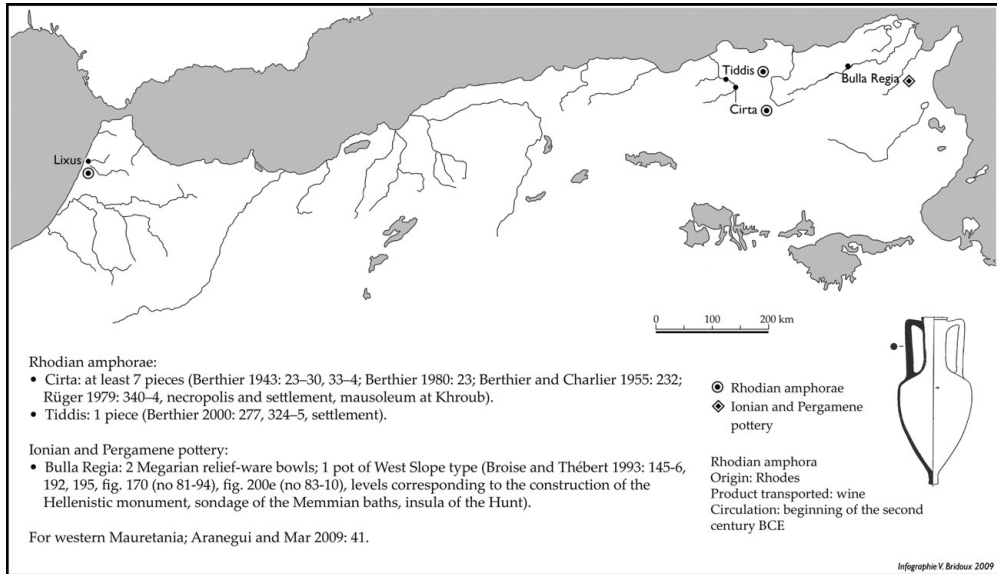 Tiddis
Bulla Regia
Cirta
Lixus
0 100 200 km
Rhodian amphorae:
• Cirta: at least 7 pieces (Berthier 1943: 23–30, 33–4; Berthier 1980: 23; Berthier and Charlier 1955: 232;
Rüger 1979: 340–4, necropolis and settlement, mausoleum at Khroub).
• Tiddis: 1 piece (Berthier 2000: 277, 324–5, settlement).
Ionian and Pergamene pottery:
• Bulla Regia: 2 Megarian relief-ware bowls; 1 pot of West Slope type (Broise and Thébert 1993: 145-6,
192, 195, fig. 170 (no 81-94), fig. 200e (no 83-10), levels corresponding to the construction of the
Hellenistic monument, sondage of the Memmian baths, insula of the Hunt).
For western Mauretania; Aranegui and Mar 2009: 41.
Rhodian amphorae
Ionian and Pergamene
pottery
Rhodian amphora
Origin: Rhodes
Product transported: wine
Circulation: beginning of the second
century BCE
Infographie V. Bridoux 2009